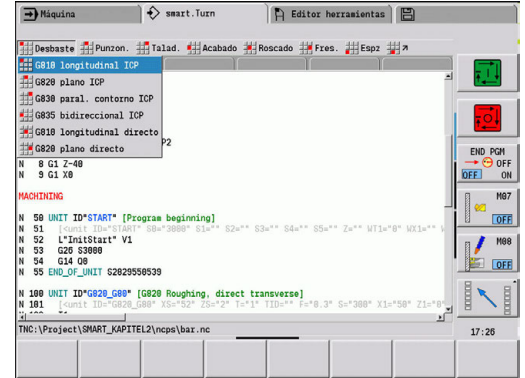 Máquina
smart.Turn
Editor herramientas
Desbaste Punzon. Talad. Acabado Roscado Fres. Espz
G810 longitudinal ICP
G820 plano ICP
G830 paral. contorno ICP
G835 bidireccional ICP
G810 longitudinal directo
G820 plano directo
P2
N 8 G1 Z-40
N 9 G1 X0
MACHINING
N 50 UNIT ID"START" [Program beginning]
N 51 [<unit ID="START" S0="3000" S1="" S2="" S3="" S4="" S5="" Z="" WT1="0" WX1=""
N 52 L"InitStart" V1
N 53 G26 S3000
N 54 G14 Q0
N 55 END_OF_UNIT S2029550539
N 100 UNIT ID"G820_G80" [G820 Roughing, direct transverse]
N 101 [<unit ID="G820_G80" XS="52" ZS="2" T="1" TID="" F="0.3" S="300" X1="50" Z1="0"
TNC:\Project\SMART_KAPITEL2\ncps\bar.nc
END PGM
OFF
OFF ON
M07
OFF
M08
OFF
17:26